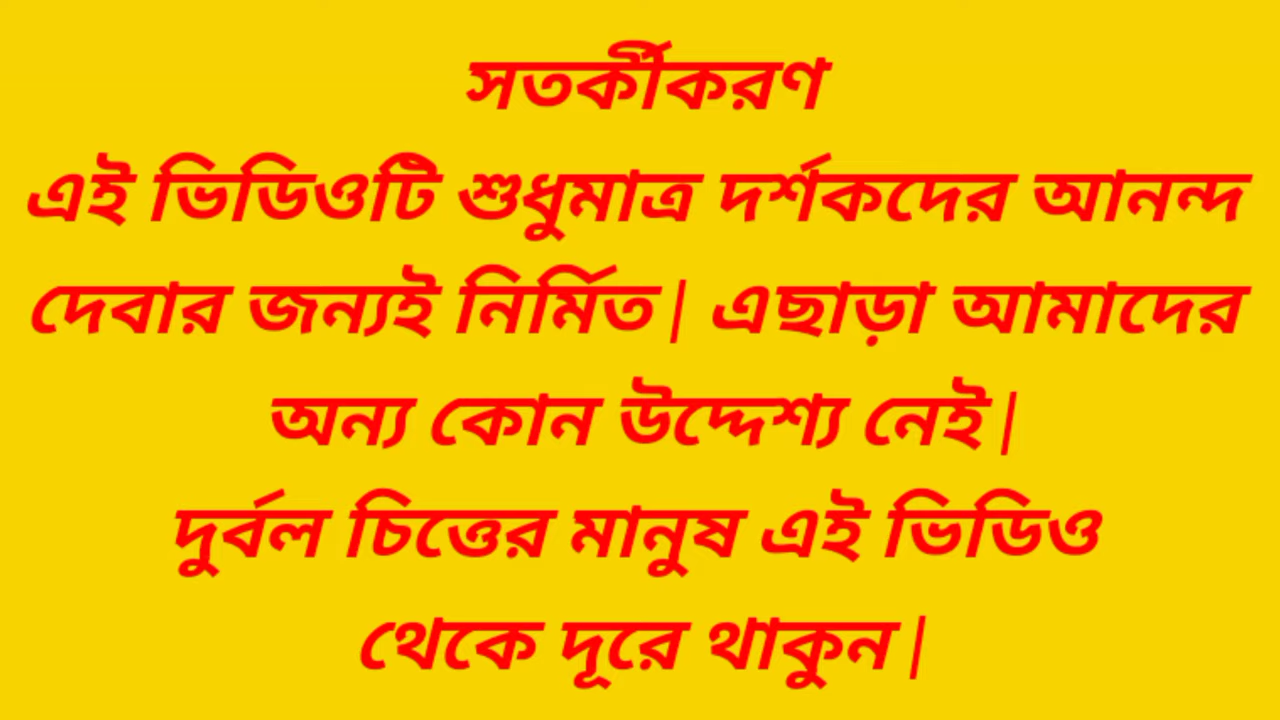 সতর্কীকরণ
এই ভিডিওটি শুধুমাত্র দর্শকদের আনন্দ
দেবার জন্যই নির্মিত| এছাড়া আমাদের
অন্য কোন উদ্দেশ্য নেই|
দুর্বল চিত্তের মানুষ এই ভিডিও
থেকে দূরে থাকুন|